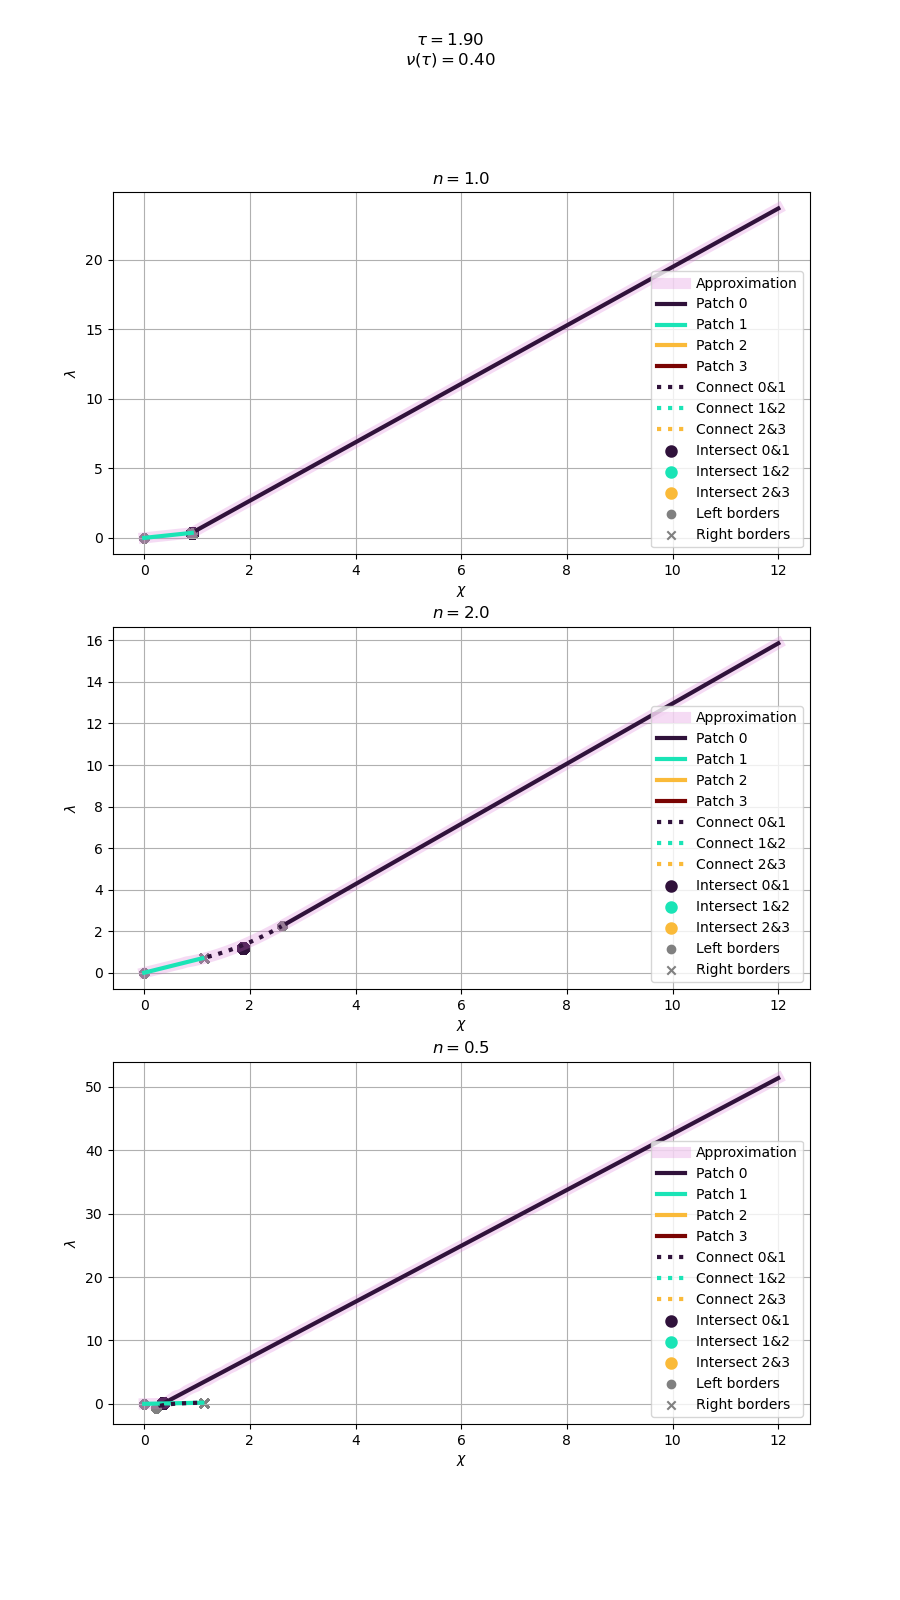 τ = 1.90
ν(τ) = 0.40
n = 1.0
20
15
10
5
0
λ
0 2 4 6 8 10 12
χ
Approximation
Patch 0
Patch 1
Patch 2
Patch 3
Connect 0&1
Connect 1&2
Connect 2&3
Intersect 0&1
Intersect 1&2
Intersect 2&3
Left borders
Right borders
n = 2.0
16
14
12
10
8
6
4
2
0
λ
0 2 4 6 8 10 12
χ
Approximation
Patch 0
Patch 1
Patch 2
Patch 3
Connect 0&1
Connect 1&2
Connect 2&3
Intersect 0&1
Intersect 1&2
Intersect 2&3
Left borders
Right borders
n = 0.5
50
40
30
20
10
0
λ
0 2 4 6 8 10 12
χ
Approximation
Patch 0
Patch 1
Patch 2
Patch 3
Connect 0&1
Connect 1&2
Connect 2&3
Intersect 0&1
Intersect 1&2
Intersect 2&3
Left borders
Right borders